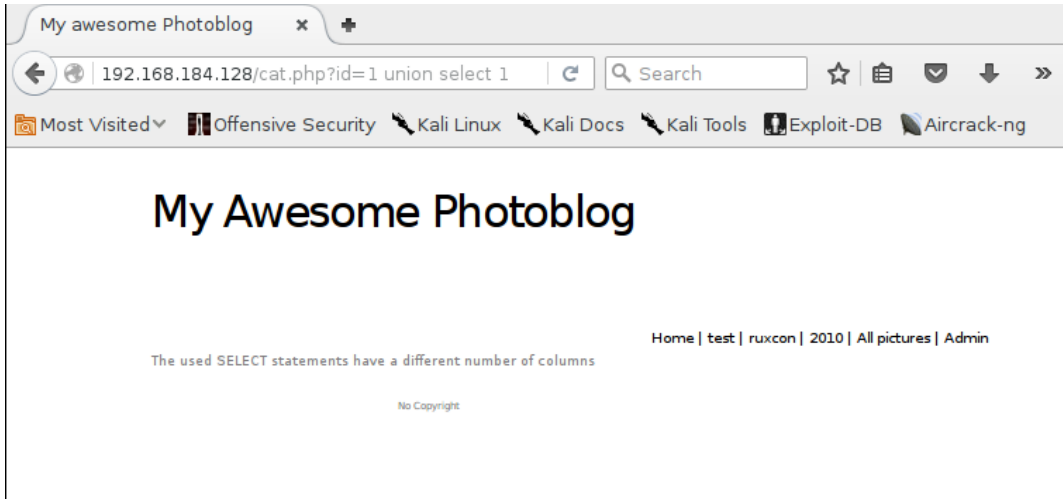 My awesome Photoblog
192.168.184.128/cat.php?id=1 union select 1
Search
Most Visited
Offensive Security
Kali Linux
Kali Docs
Kali Tools
Exploit-DB
Aircrack-ng
My Awesome Photoblog
Home | test | ruxcon | 2010 | All pictures | Admin
The used SELECT statements have a different number of columns
No Copyright